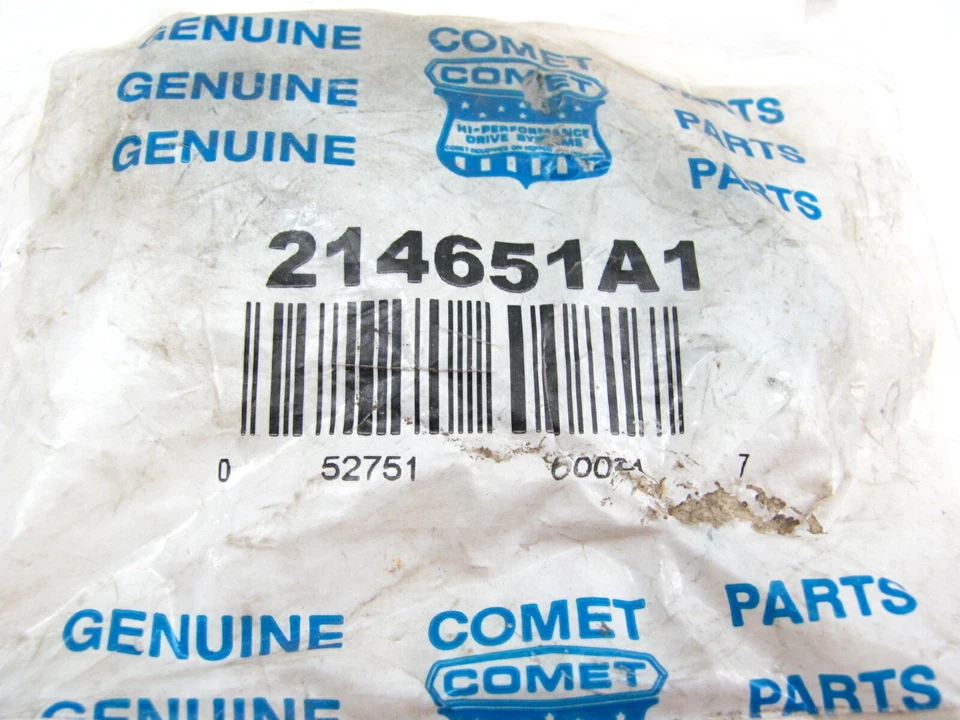 GENUINE COMET PARTS
GENUINE COMET PARTS
GENUINE PARTS
HI-PERFORMANCE
DRIVE SYSTEMS
214651A1
0 52751 7
GENUINE COMET PARTS
GENUINE COMET PARTS